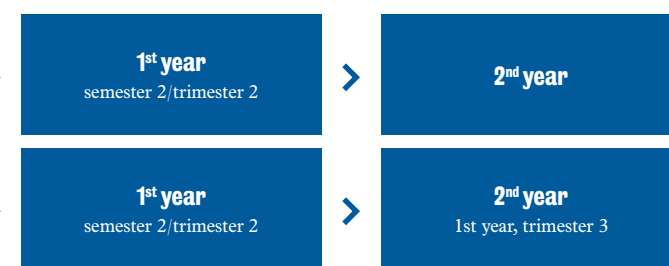 1st year
semester 2/trimester 2
2nd year
1st year
semester 2/trimester 2
2nd year
1st year, trimester 3